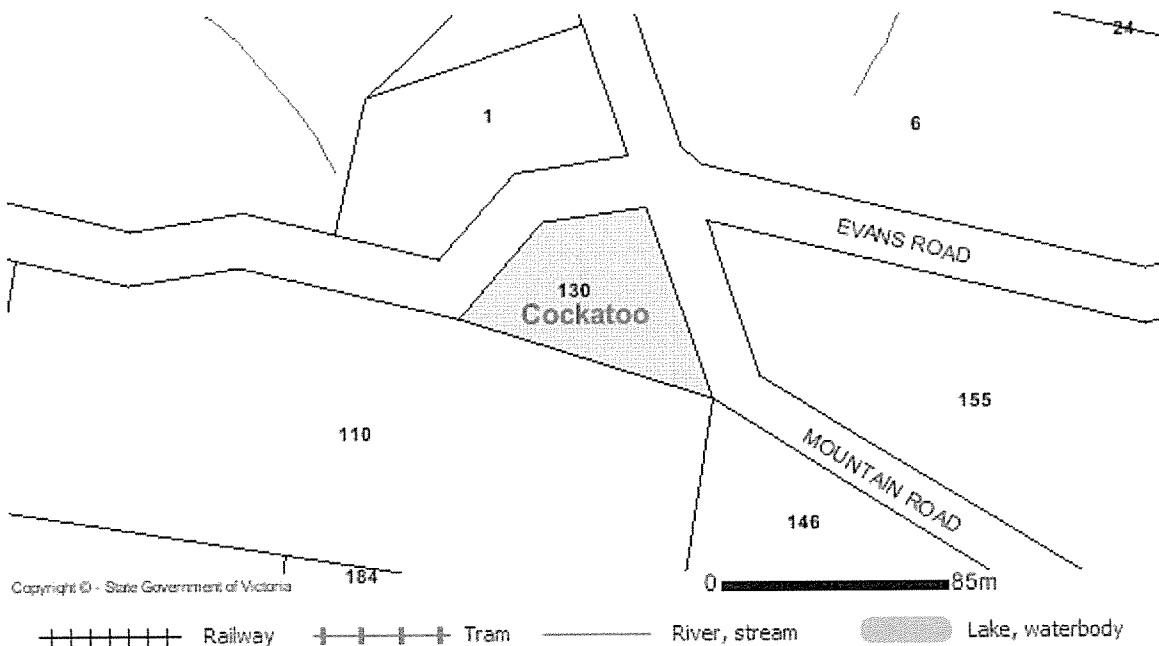 24
1
6
EVANS ROAD
130
Cockatoo
155
110
MOUNTAIN ROAD
146
184
0 85m
Copyright © - State Government of Victoria
Railway Tram River, stream Lake, waterbody